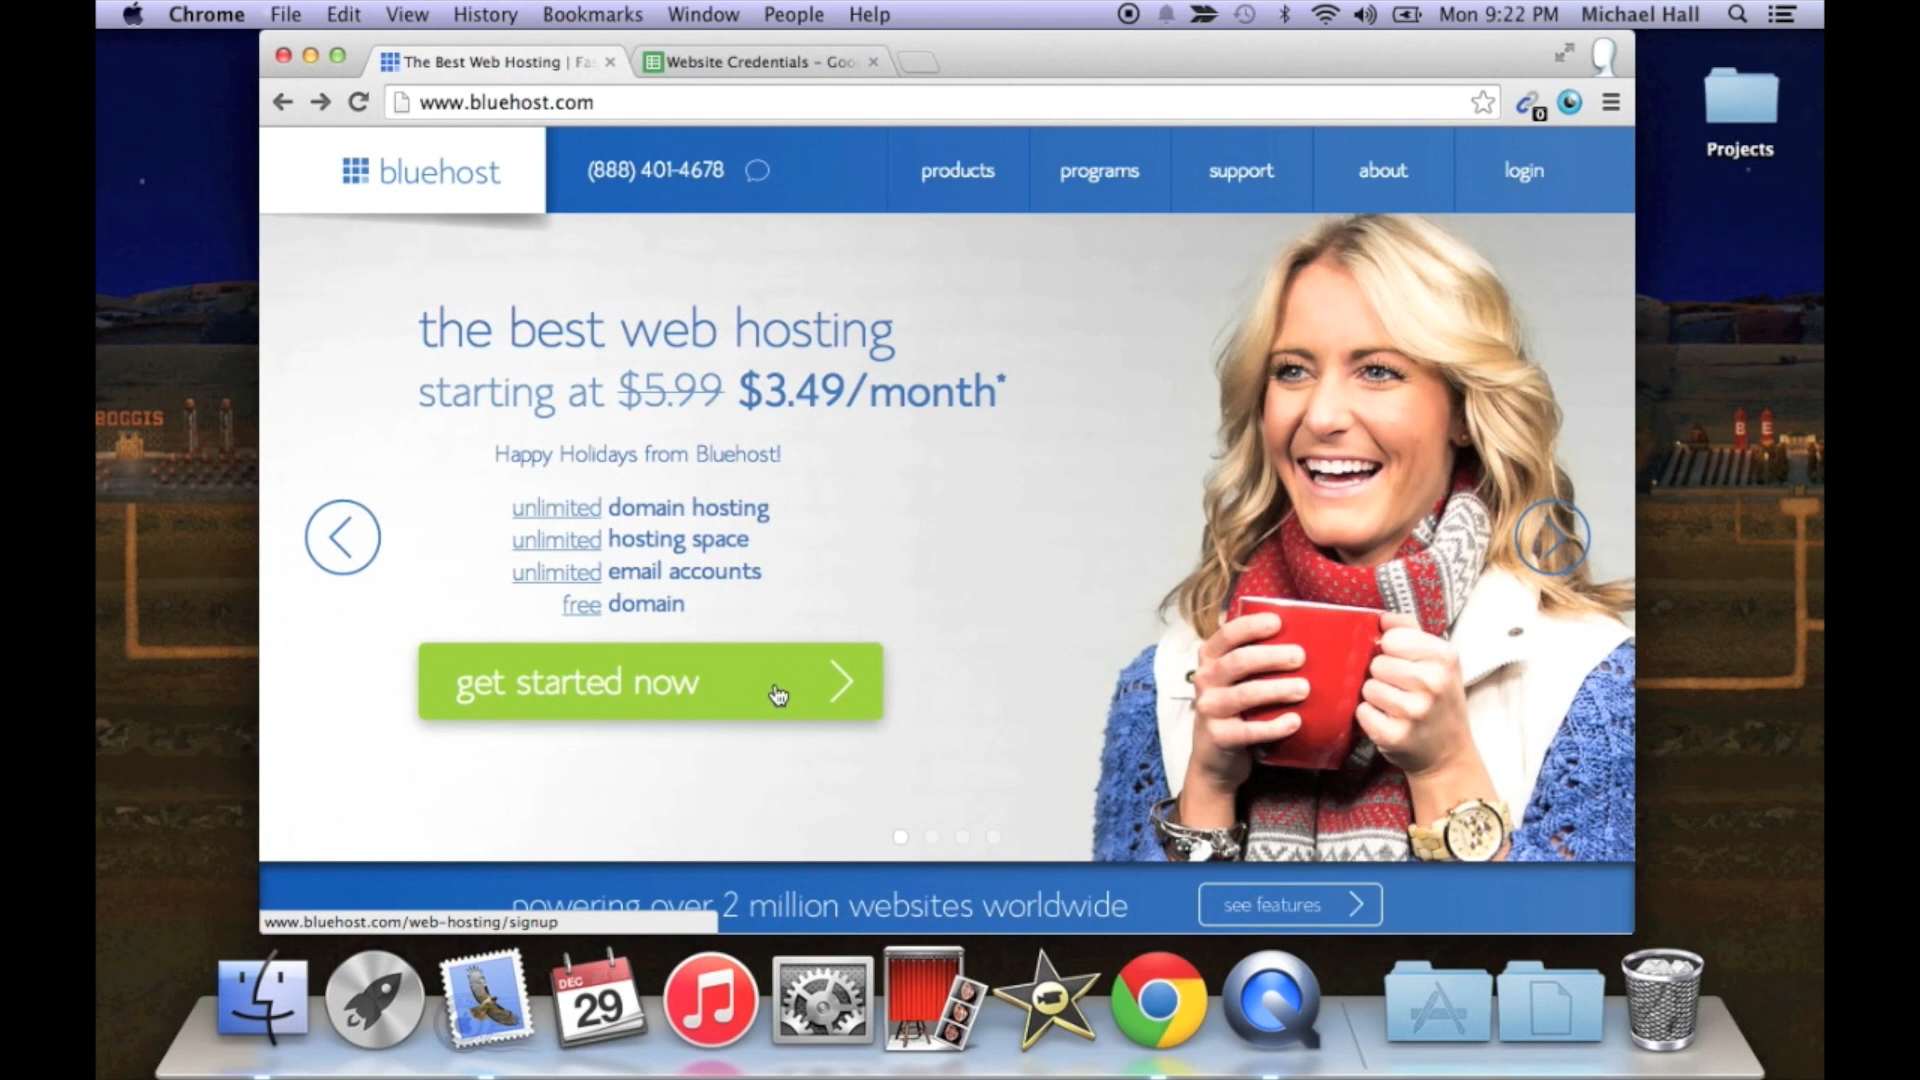 Chrome File Edit View History Bookmarks Window People Help Mon 9:22 PM Michael Hall
The Best Web Hosting | Fa
Website Credentials - Goo
www.bluehost.com
0
Projects
bluehost
(888) 401-4678
products
programs
support
about
login
the best web hosting
starting at $5.99 $3.49/month*
Happy Holidays from Bluehost!
unlimited domain hosting
unlimited hosting space
unlimited email accounts
free domain
get started now
BOGGIS
B E
powering over 2 million websites worldwide
see features
www.bluehost.com/web-hosting/signup
DEC
29